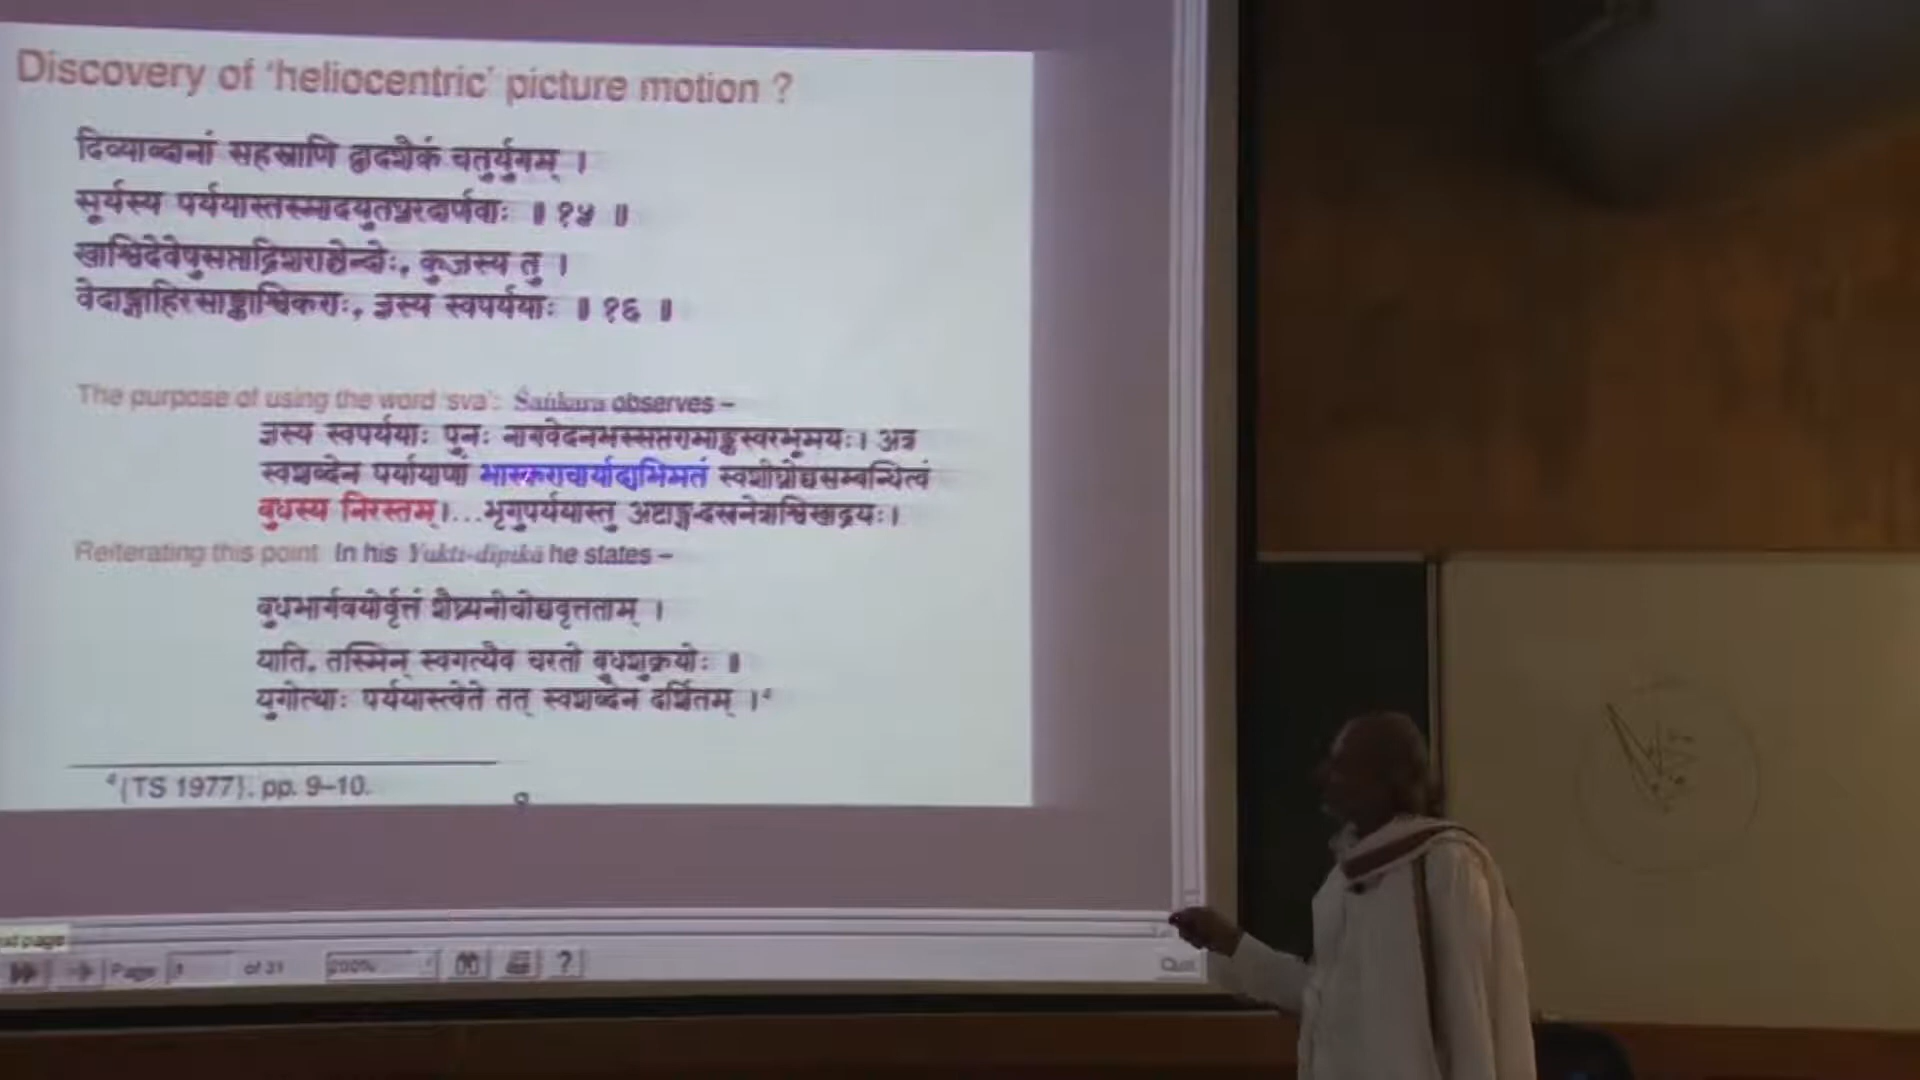 Discovery of 'heliocentric' picture motion ?
दिव्याब्दानां सहस्राणि द्वादशैकं चतुर्युगम् ।
सूर्यस्य पर्ययास्तस्मादयुतघ्नरदार्णवाः ॥ १५ ॥
खाश्विदेवेषुसप्ताद्रिशराश्चेन्दोः, कुजस्य तु ।
वेदाङ्गाहिरसाङ्काश्विकराः, ज्ञस्य स्वपर्ययाः ॥ १६ ॥
The purpose of using the word 'sva': Śaṅkara observes –
ज्ञस्य स्वपर्ययाः पुनः नागवेदनभस्सप्तरामाङ्कस्वरभूमयः। अत्र
स्वशब्देन पर्यायाणां भास्कराचार्याद्यभिमतं स्वशीघ्रोच्चसम्बन्धित्वं
बुधस्य निरस्तम्।...भृगुपर्ययास्तु अष्टाङ्गदस्रनेत्राश्विखाद्रयः।
Reiterating this point In his Yukti-dīpikā he states –
बुधभार्गवयोर्वृत्तं शैघ्र्यनीचोच्चवृत्तताम् ।
याति, तस्मिन् स्वगत्यैव चरतो बुधशुक्रयोः ॥
युगोत्थाः पर्ययास्त्वेते तत् स्वशब्देन दर्शितम् ।⁴
⁴{TS 1977}, pp. 9–10.
Page of 31
200%
?
Quit